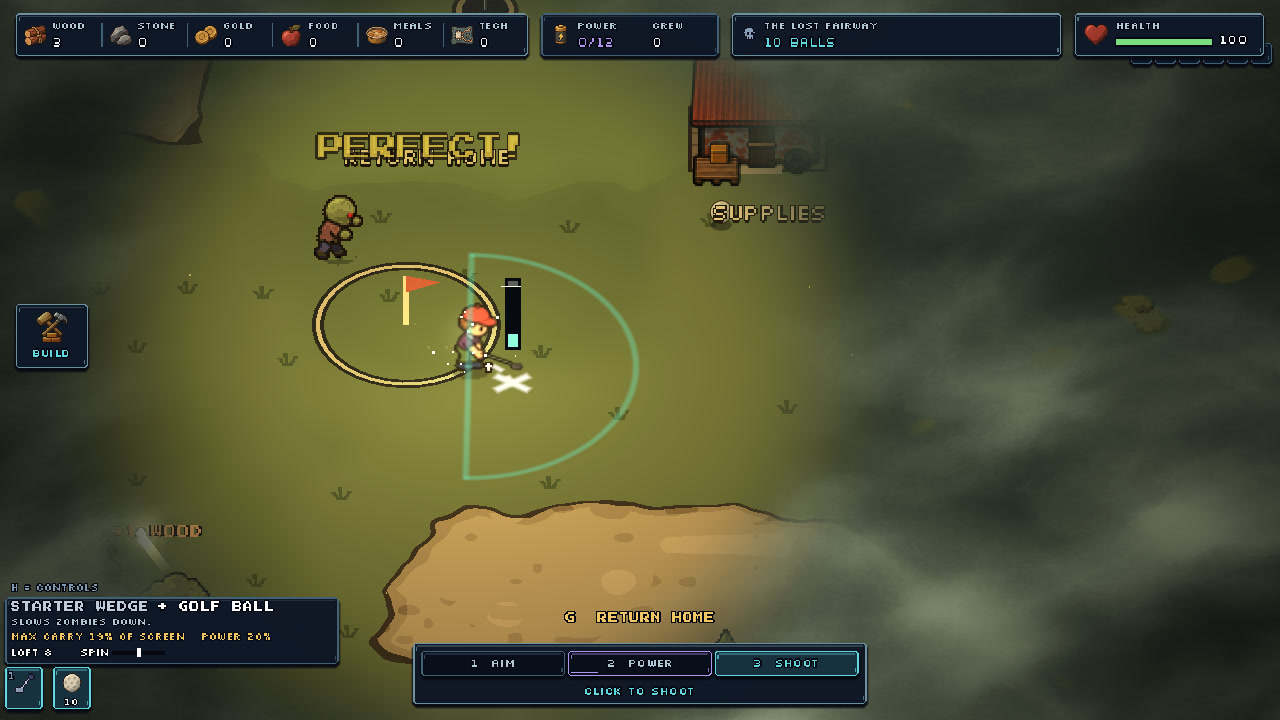 WOOD
3
STONE
0
GOLD
0
FOOD
0
MEALS
0
TECH
0
POWER
0/12
CREW
0
THE LOST FAIRWAY
10 BALLS
HEALTH
100
PERFECT!
RETURN HOME
SUPPLIES
BUILD
WOOD
H = CONTROLS
STARTER WEDGE + GOLF BALL
SLOWS ZOMBIES DOWN.
MAX CARRY 19% OF SCREEN POWER 20%
LOFT 8 SPIN
1
10
G RETURN HOME
1 AIM
2 POWER
3 SHOOT
CLICK TO SHOOT